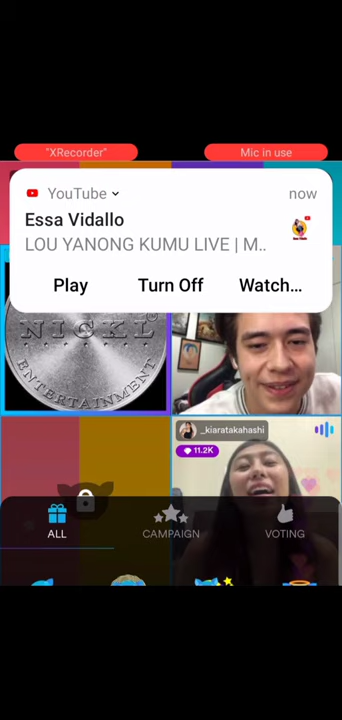 "XRecorder"
Mic in use
YouTube
now
Essa Vidallo
LOU YANONG KUMU LIVE | M..
Play
Turn Off
Watch...
NICKL
ENTERTAINMENT
_kiaratakahashi
11.2K
ALL
CAMPAIGN
VOTING